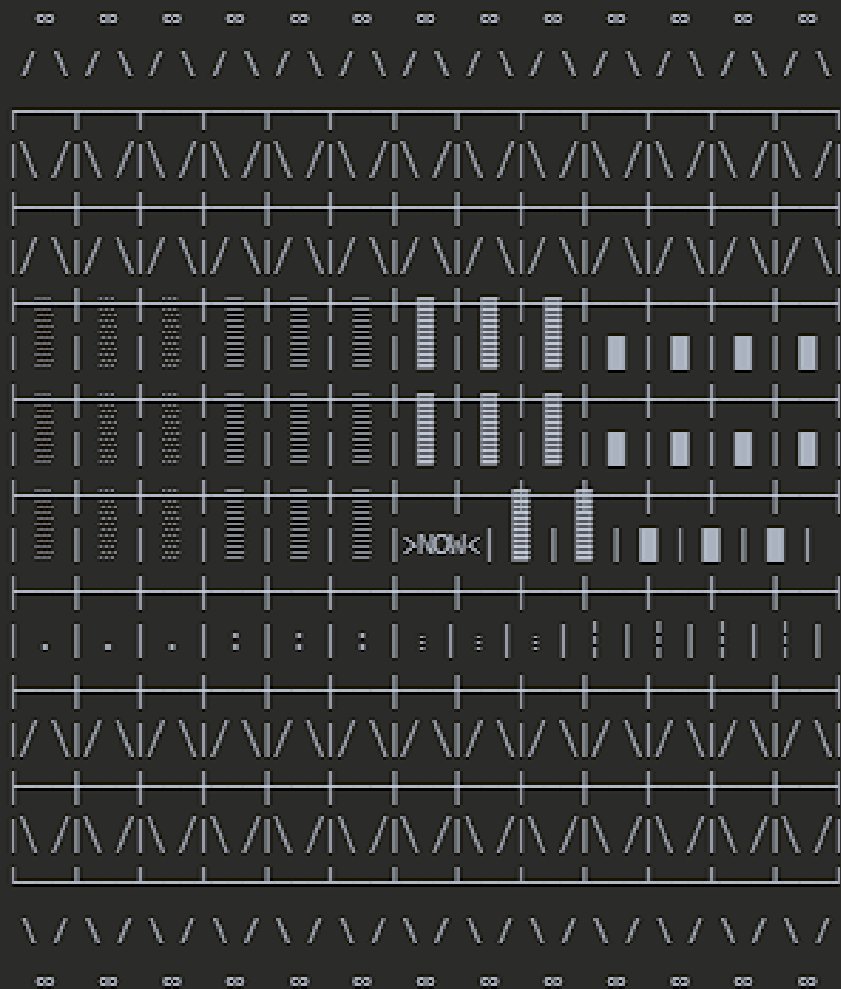 ∞ ∞ ∞ ∞ ∞ ∞ ∞ ∞ ∞ ∞ ∞ ∞ ∞
/ \ / \ / \ / \ / \ / \ / \ / \ / \ / \ / \ / \ / \
|\ /|\ /|\ /|\ /|\ /|\ /|\ /|\ /|\ /|\ /|\ /|\ /|\ /|
|/ \|/ \|/ \|/ \|/ \|/ \|/ \|/ \|/ \|/ \|/ \|/ \|/ \|
>NOW<
| . | . | . | : | : | : | ⋮ | ⋮ | ⋮ | ┊ | ┊ | ┊ | ┊ |
|/ \|/ \|/ \|/ \|/ \|/ \|/ \|/ \|/ \|/ \|/ \|/ \|/ \|
|\ /|\ /|\ /|\ /|\ /|\ /|\ /|\ /|\ /|\ /|\ /|\ /|\ /|
\ / \ / \ / \ / \ / \ / \ / \ / \ / \ / \ / \ / \ /
∞ ∞ ∞ ∞ ∞ ∞ ∞ ∞ ∞ ∞ ∞ ∞ ∞